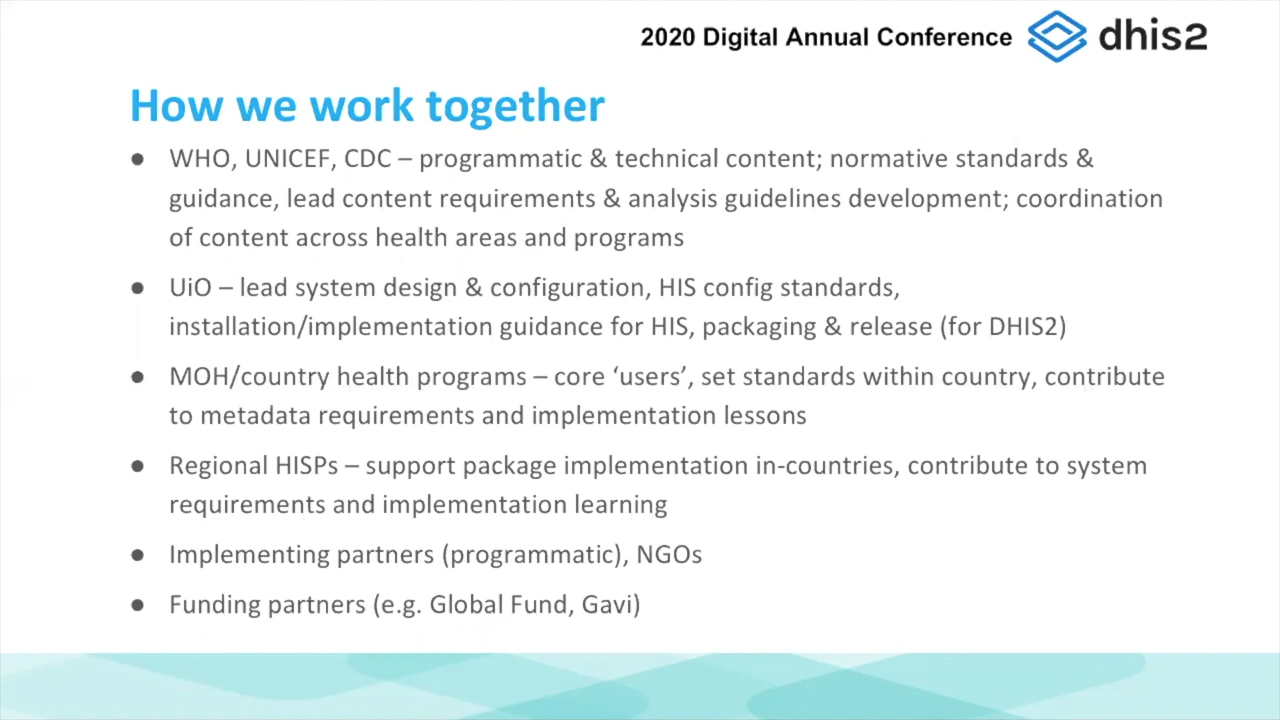 2020 Digital Annual Conference dhis2
How we work together
● WHO, UNICEF, CDC – programmatic & technical content; normative standards &
guidance, lead content requirements & analysis guidelines development; coordination
of content across health areas and programs
● UiO – lead system design & configuration, HIS config standards,
installation/implementation guidance for HIS, packaging & release (for DHIS2)
● MOH/country health programs – core ‘users’, set standards within country, contribute
to metadata requirements and implementation lessons
● Regional HISPs – support package implementation in-countries, contribute to system
requirements and implementation learning
● Implementing partners (programmatic), NGOs
● Funding partners (e.g. Global Fund, Gavi)